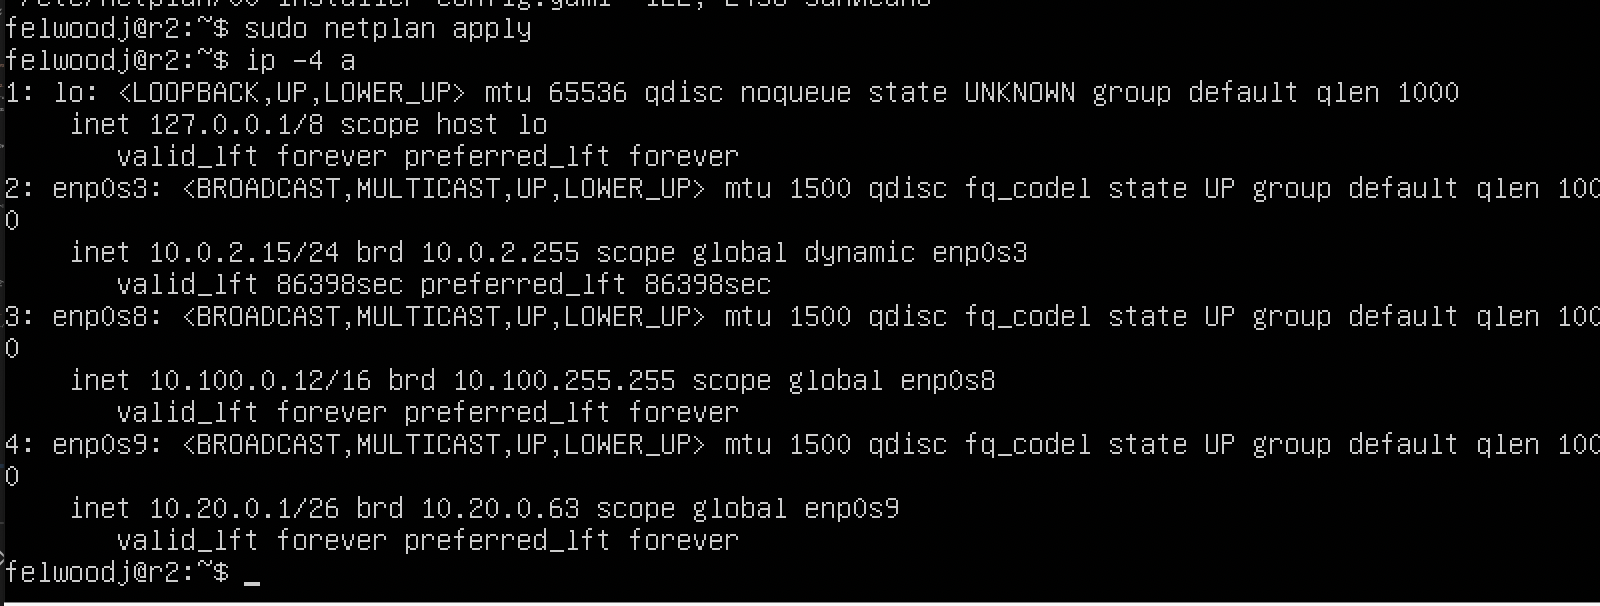 felwoodj@r2:~$ sudo netplan apply
felwoodj@r2:~$ ip -4 a
1: lo: <LOOPBACK,UP,LOWER_UP> mtu 65536 qdisc noqueue state UNKNOWN group default qlen 1000
    inet 127.0.0.1/8 scope host lo
       valid_lft forever preferred_lft forever
2: enp0s3: <BROADCAST,MULTICAST,UP,LOWER_UP> mtu 1500 qdisc fq_codel state UP group default qlen 100
0
    inet 10.0.2.15/24 brd 10.0.2.255 scope global dynamic enp0s3
       valid_lft 86398sec preferred_lft 86398sec
3: enp0s8: <BROADCAST,MULTICAST,UP,LOWER_UP> mtu 1500 qdisc fq_codel state UP group default qlen 100
0
    inet 10.100.0.12/16 brd 10.100.255.255 scope global enp0s8
       valid_lft forever preferred_lft forever
4: enp0s9: <BROADCAST,MULTICAST,UP,LOWER_UP> mtu 1500 qdisc fq_codel state UP group default qlen 100
0
    inet 10.20.0.1/26 brd 10.20.0.63 scope global enp0s9
       valid_lft forever preferred_lft forever
felwoodj@r2:~$ _